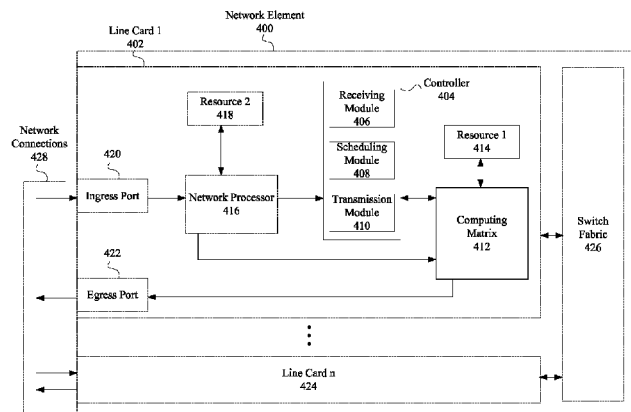 Network Element
400
Line Card 1
402
Controller
404
Receiving
Module
406
Resource 2
418
Resource 1
414
Network
Connections
428
420
Scheduling
Module
408
Ingress Port
Network Processor
416
Transmission
Module
410
Computing
Matrix
412
Switch
Fabric
426
422
Egress Port
Line Card n
424